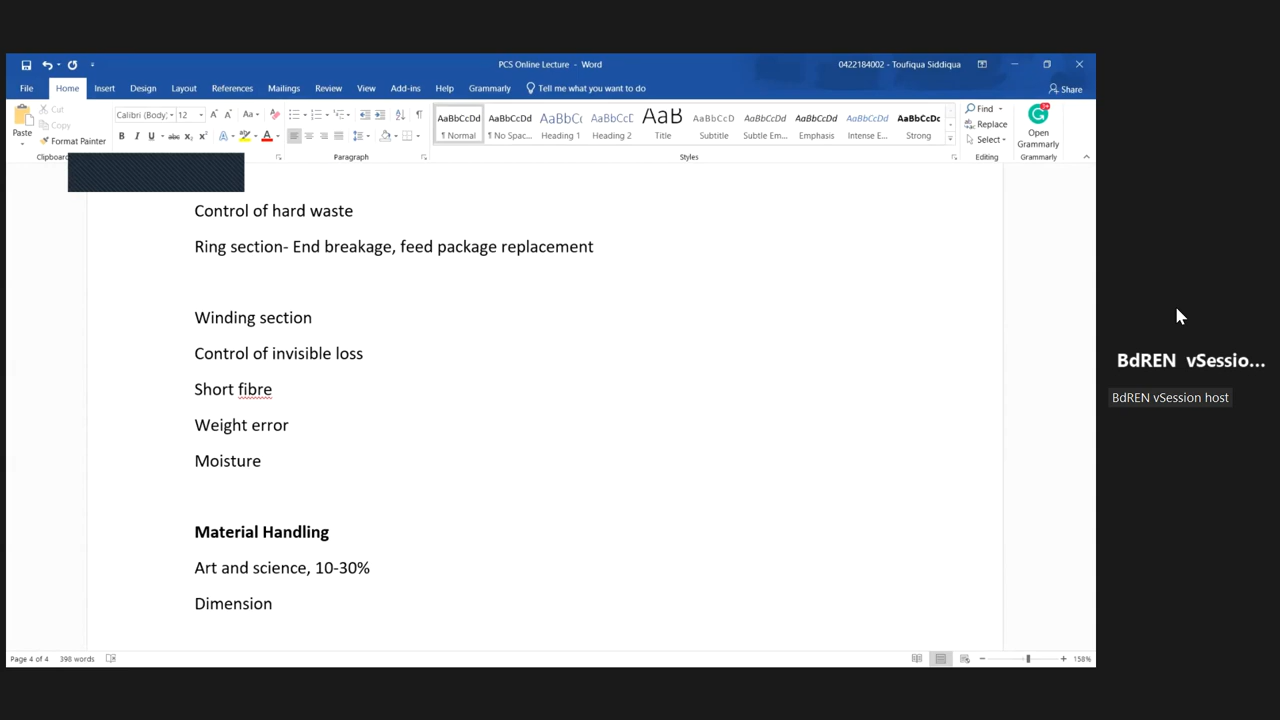 PCS Online Lecture - Word
0422184002 - Toufiqua Siddiqua
File Home Insert Design Layout References Mailings Review View Add-ins Help Grammarly Tell me what you want to do Share
Paste
Cut
Copy
Format Painter
Clipboard
Calibri (Body) 12
Paragraph
AaBbCcDd AaBbCcDd AaBbCc AaBbCcD AaB AaBbCcD AaBbCcDd AaBbCcDd AaBbCcDd AaBbCcDc
¶ Normal ¶ No Spac... Heading 1 Heading 2 Title Subtitle Subtle Em... Emphasis Intense E... Strong
Styles
Find
Replace
Select
Editing
Open
Grammarly
Grammarly
Control of hard waste
Ring section- End breakage, feed package replacement
Winding section
Control of invisible loss
Short fibre
Weight error
Moisture
Material Handling
Art and science, 10-30%
Dimension
Page 4 of 4 398 words
158%
BdREN vSessio...
BdREN vSession host